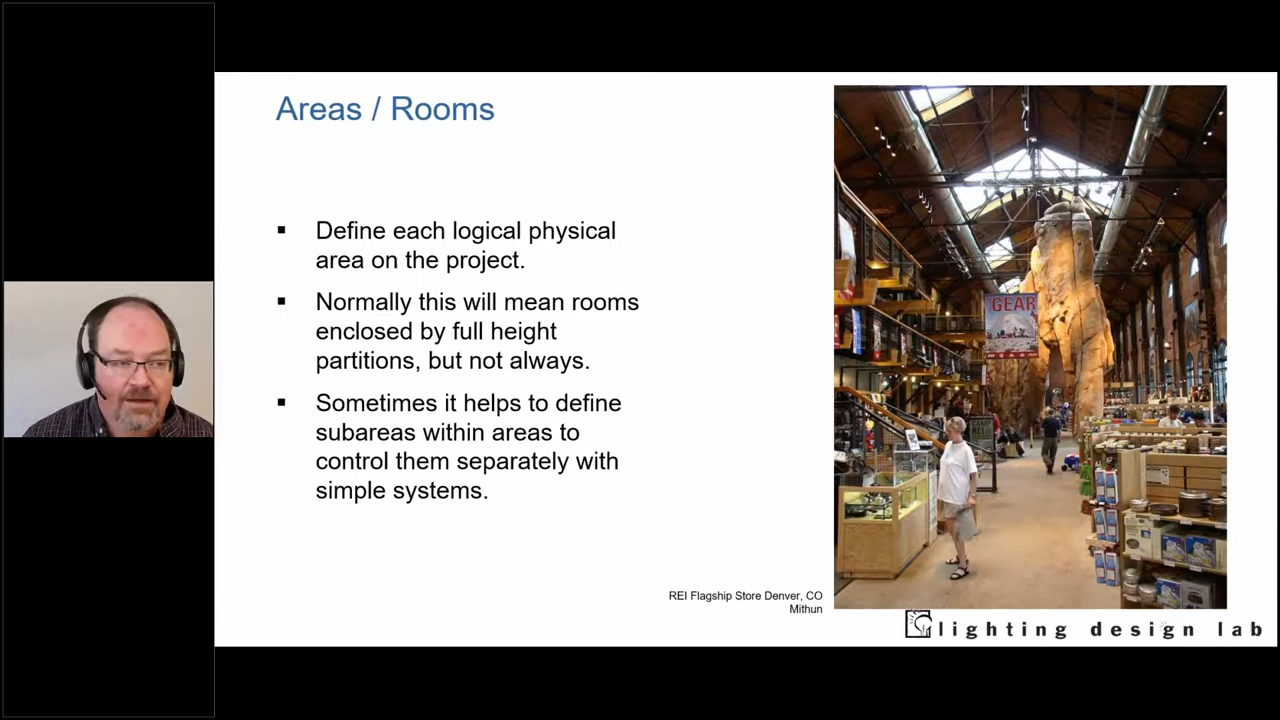 Areas / Rooms
▪ Define each logical physical
area on the project.
▪ Normally this will mean rooms
enclosed by full height
partitions, but not always.
▪ Sometimes it helps to define
subareas within areas to
control them separately with
simple systems.
GEAR
CAMP
REI
REI Flagship Store Denver, CO
Mithun
lighting design lab